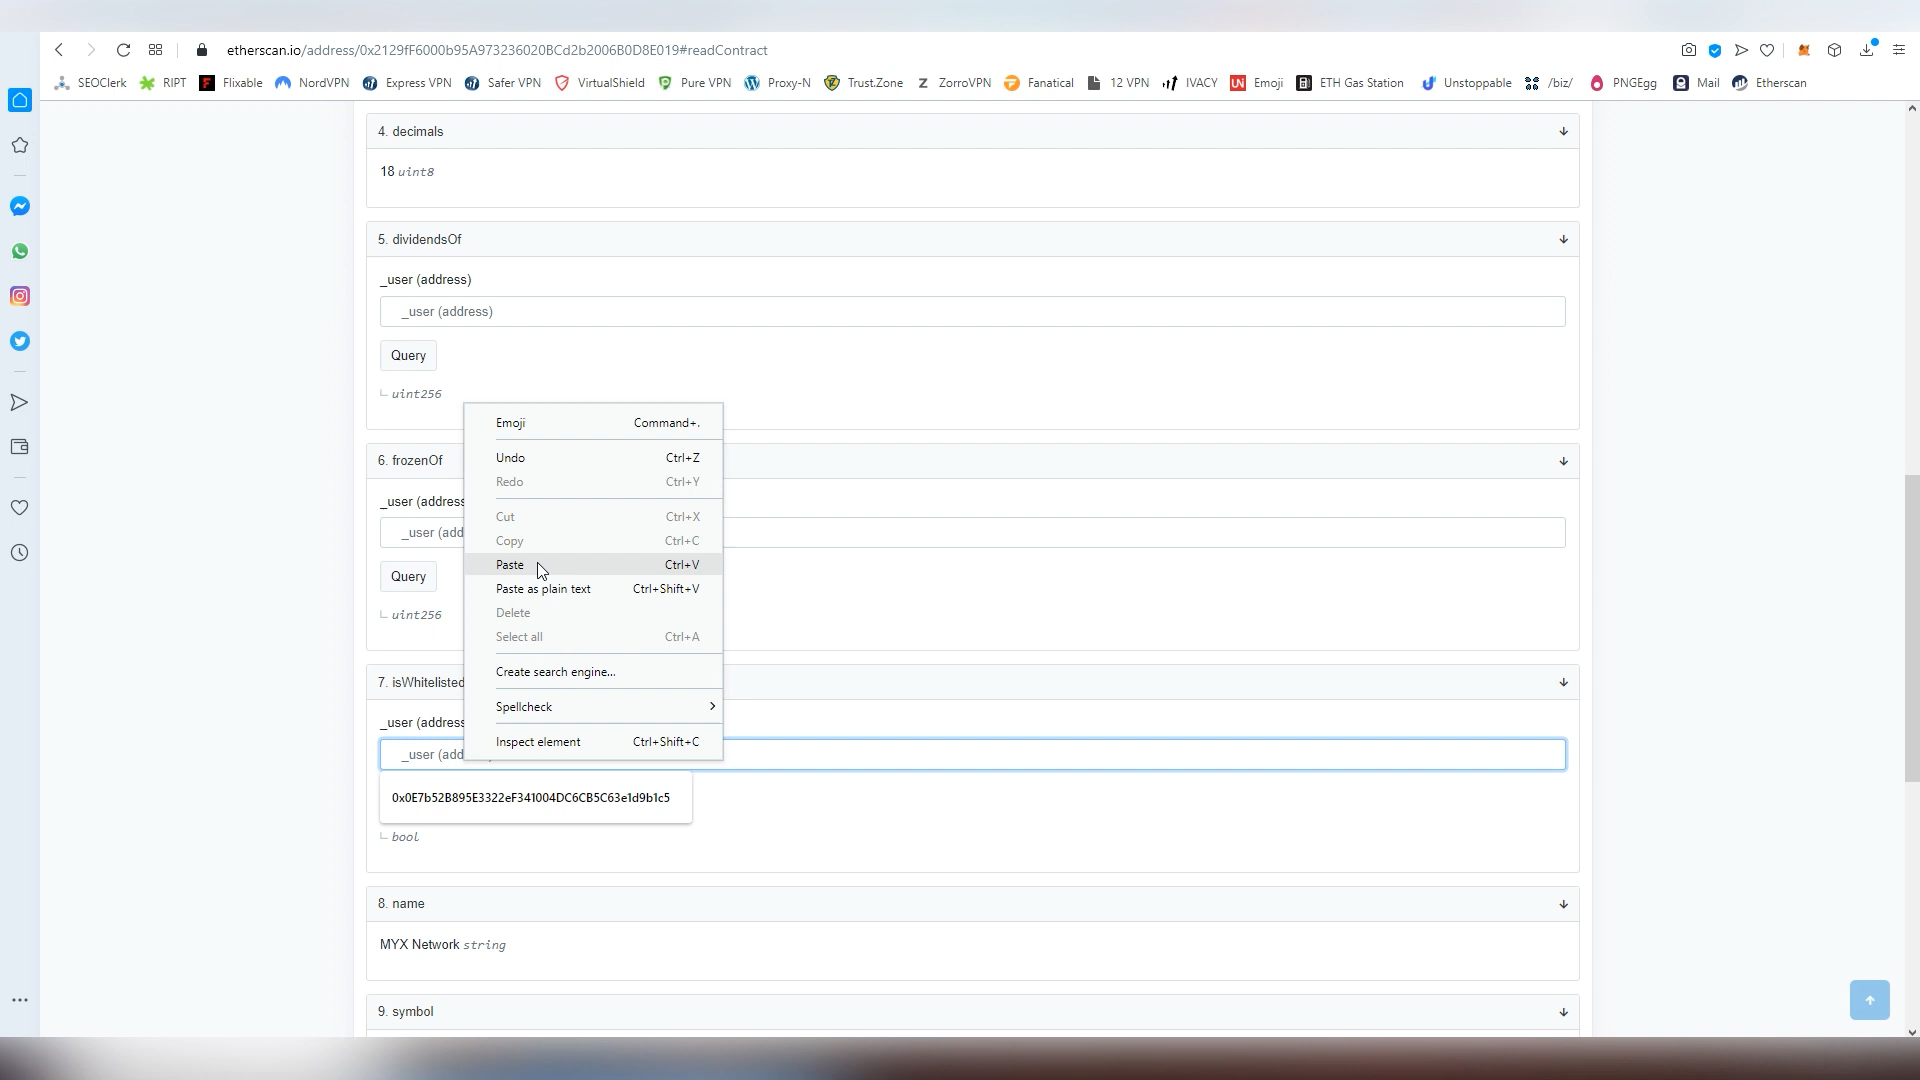 etherscan.io/address/0x2129fF6000b95A973236020BCd2b2006B0D8E019#readContract
SEOClerk RIPT Flixable NordVPN Express VPN Safer VPN VirtualShield Pure VPN Proxy-N Trust.Zone ZorroVPN Fanatical 12 VPN IVACY Emoji ETH Gas Station Unstoppable /biz/ PNGEgg Mail Etherscan
4. decimals
18 uint8
5. dividendsOf
_user (address)
_user (address)
Query
uint256
Emoji Command+.
Undo Ctrl+Z
Redo Ctrl+Y
Cut Ctrl+X
Copy Ctrl+C
Paste Ctrl+V
Paste as plain text Ctrl+Shift+V
Delete
Select all Ctrl+A
Create search engine...
Spellcheck
Inspect element Ctrl+Shift+C
6. frozenOf
_user (address
_user (add
Query
uint256
7. isWhitelisted
_user (address
_user (add
0x0E7b52B895E3322eF341004DC6CB5C63e1d9b1c5
bool
8. name
MYX Network string
9. symbol